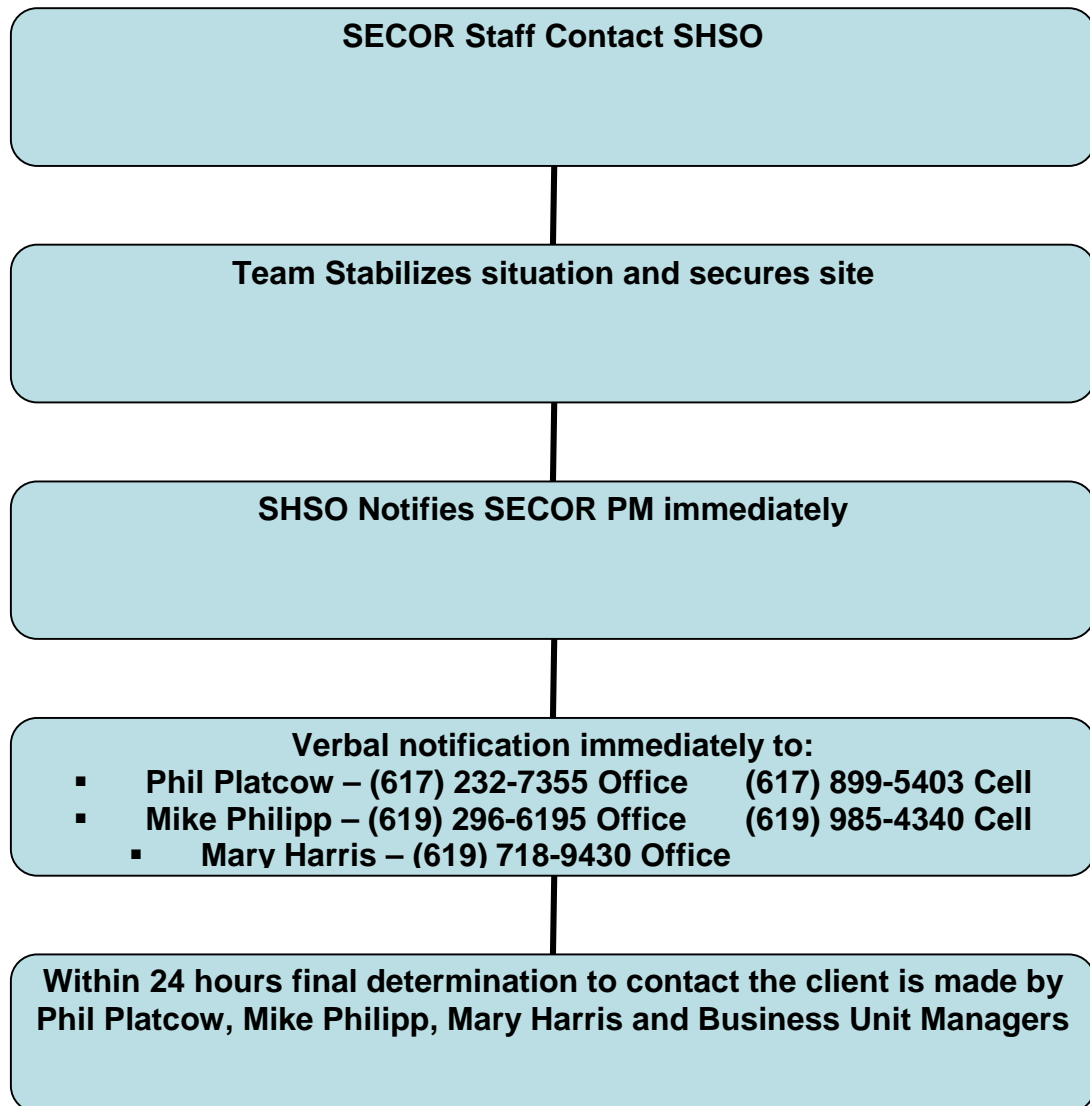 SECOR Staff Contact SHSO
Team Stabilizes situation and secures site
SHSO Notifies SECOR PM immediately
Verbal notification immediately to:
▪ Phil Platcow – (617) 232-7355 Office (617) 899-5403 Cell
▪ Mike Philipp – (619) 296-6195 Office (619) 985-4340 Cell
▪ Mary Harris – (619) 718-9430 Office
Within 24 hours final determination to contact the client is made by
Phil Platcow, Mike Philipp, Mary Harris and Business Unit Managers